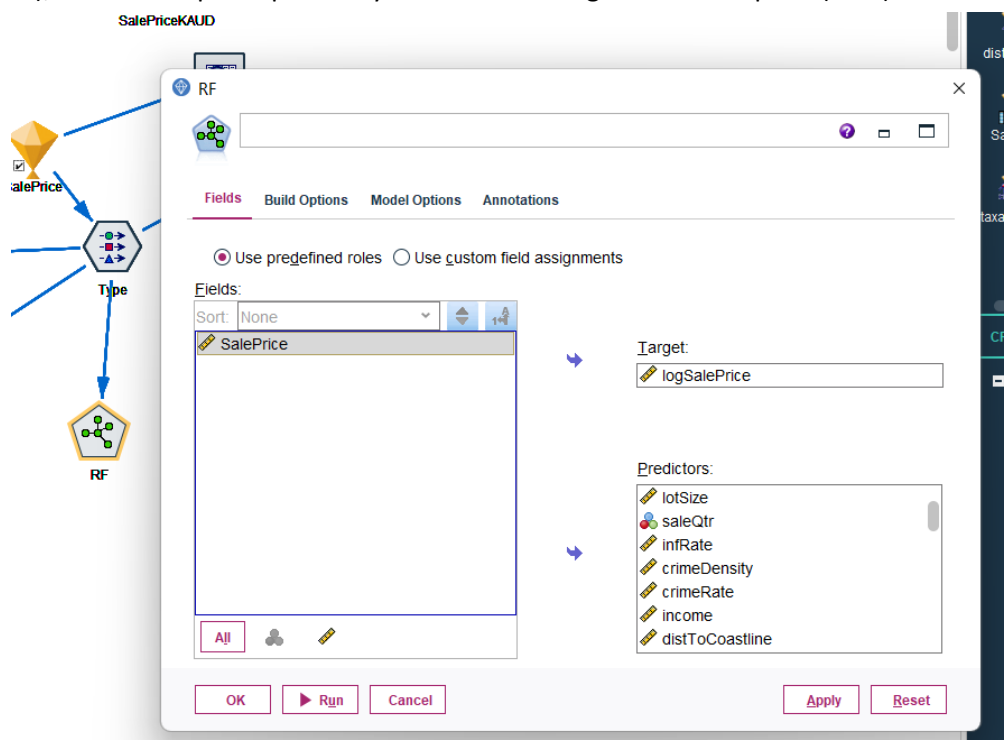 SalePriceKAUD
dist
RF
Sa
alePrice
Fields Build Options Model Options Annotations
taxa
Use predefined roles Use custom field assignments
Type
Fields:
Sort: None
SalePrice
Target:
logSalePrice
RF
Predictors:
lotSize
saleQtr
infRate
crimeDensity
crimeRate
income
distToCoastline
All
OK Run Cancel Apply Reset